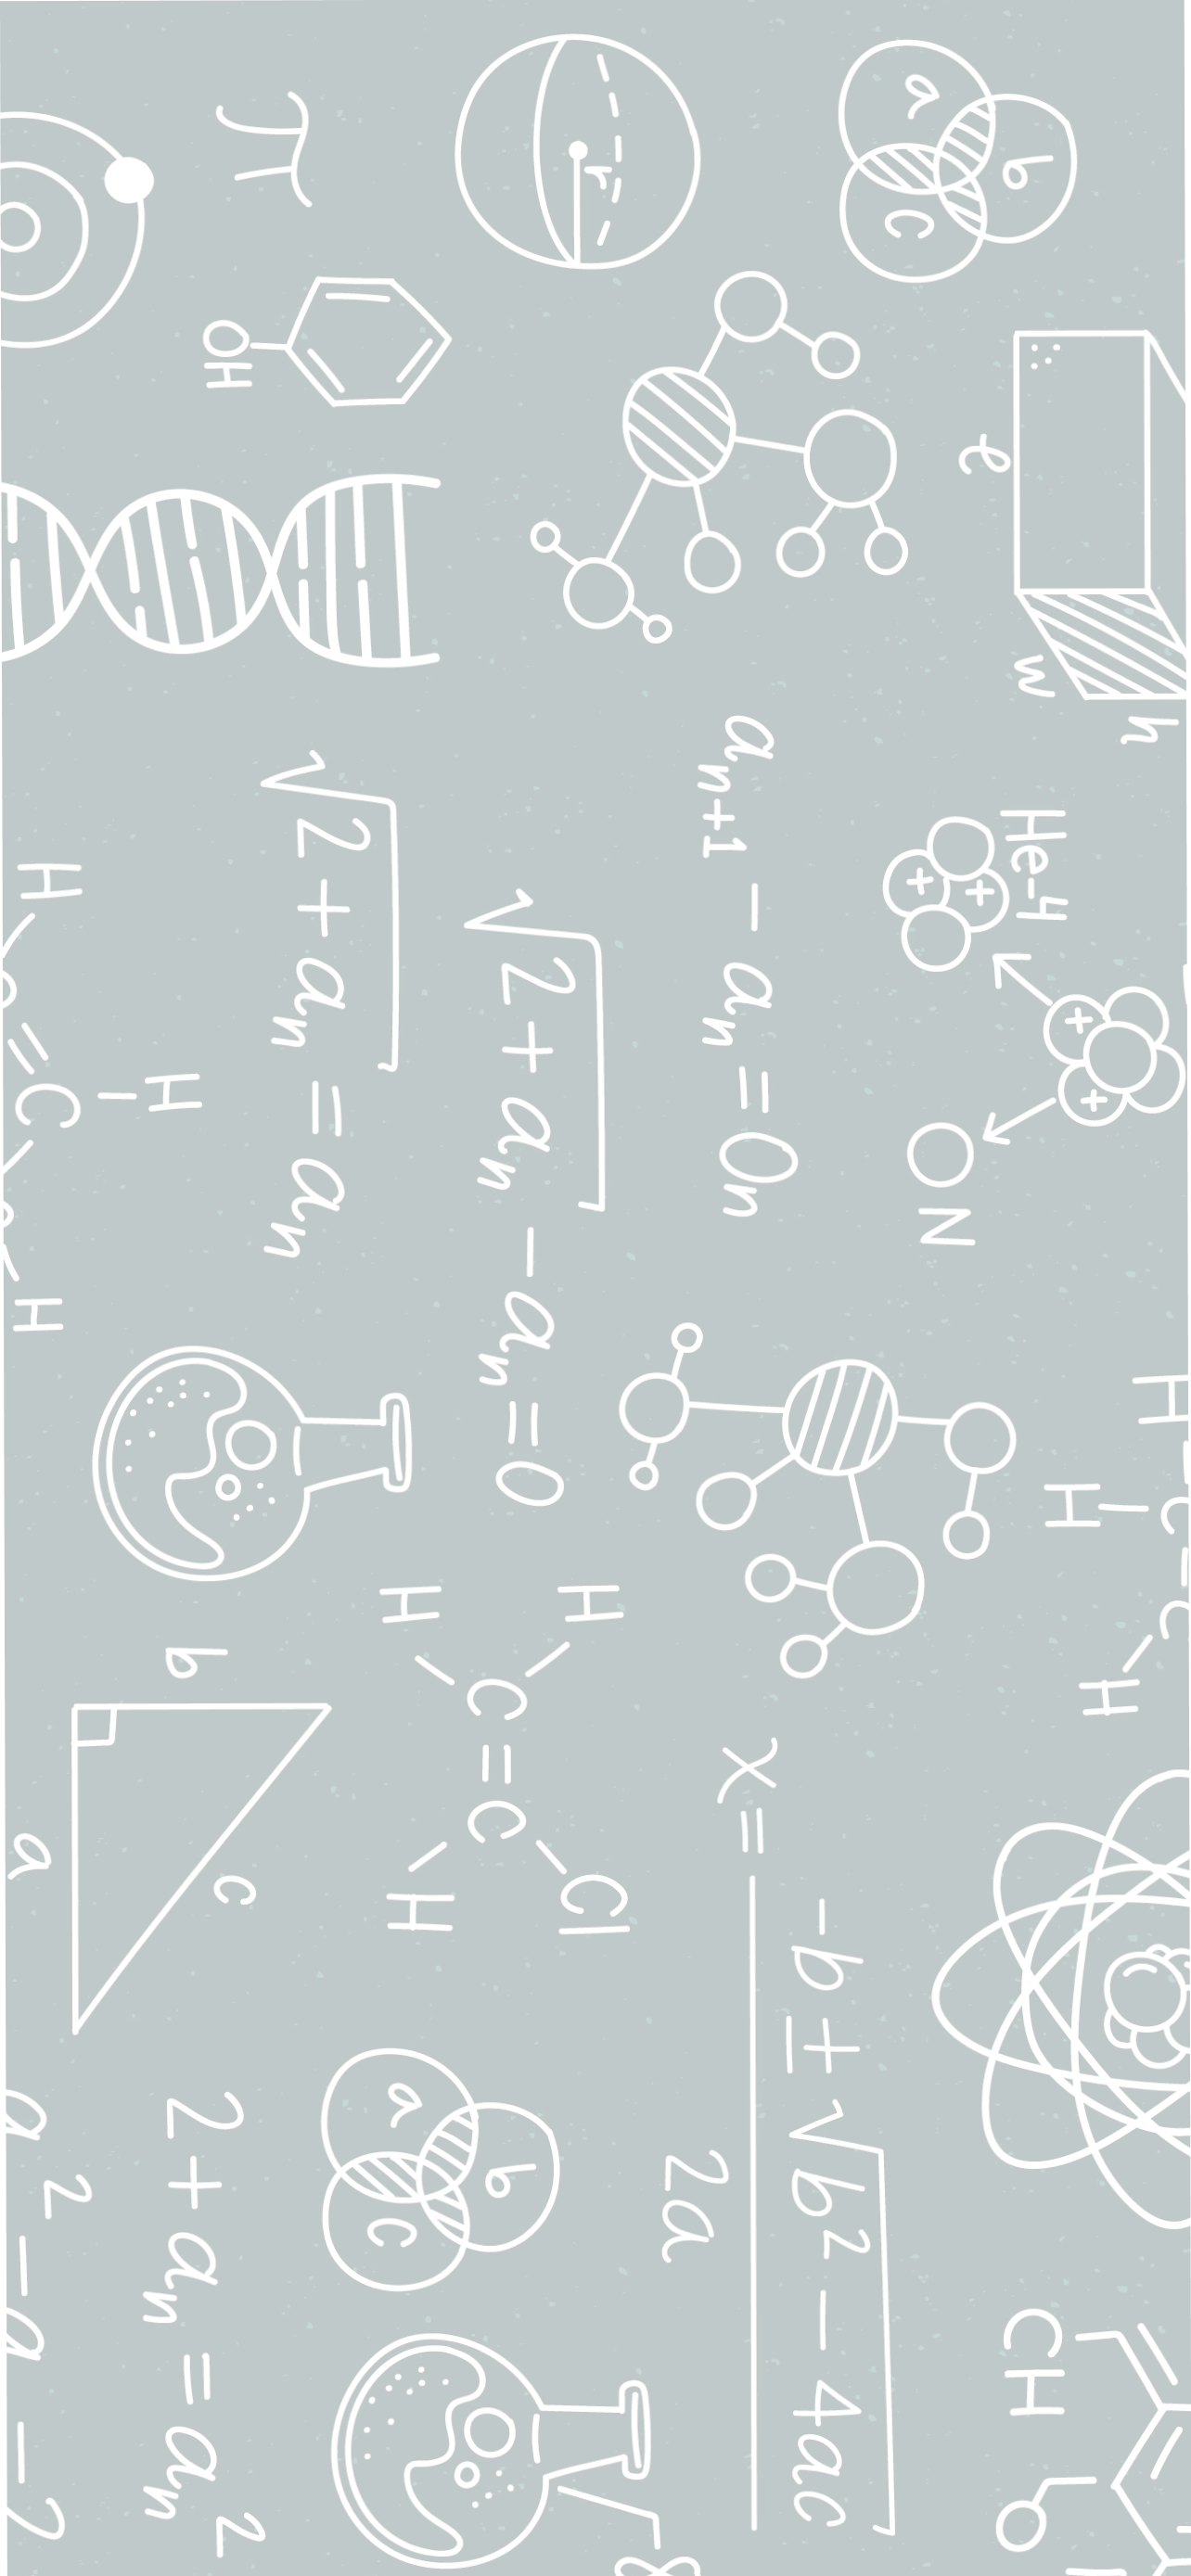 a
b
c
r
π
OH
l
w
h
He-4
N
a_{n+1} - a_n = 0_n
√2 + a_n - a_n = 0
√2 + a_n = a_n
H
H
C
=
H
H
H
C
H
H H
C
=
C
H Cl
x = -b ± √b² - 4ac
2a
b
a
c
a
b
c
2 + a_n = a_n²
CH
O